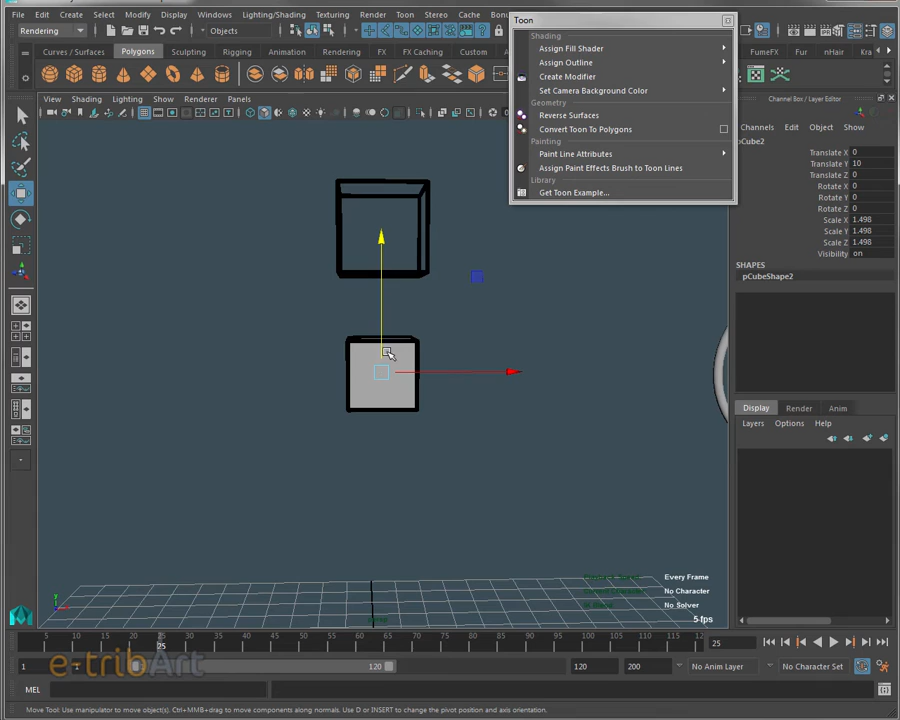 File Edit Create Select Modify Display Windows Lighting/Shading Texturing Render Toon Stereo Cache
Rendering Objects
Curves / Surfaces Polygons Sculpting Rigging Animation Rendering FX FX Caching Custom FumeFX Fur nHair
View Shading Lighting Show Renderer Panels
Toon
Shading
Assign Fill Shader
Assign Outline
Create Modifier
Set Camera Background Color
Geometry
Reverse Surfaces
Convert Toon To Polygons
Painting
Paint Line Attributes
Assign Paint Effects Brush to Toon Lines
Library
Get Toon Example...
Channel Box / Layer Editor
Channels Edit Object Show
pCube2
Translate X 0
Translate Y 10
Translate Z 0
Rotate X 0
Rotate Y 0
Rotate Z 0
Scale X 1.498
Scale Y 1.498
Scale Z 1.498
Visibility on
SHAPES
pCubeShape2
Display Render Anim
Layers Options Help
Every Frame
No Character
No Solver
5 fps
persp
y
5 10 15 20 25 30 35 40 45 50 55 60 65 70 75 80 85 90 95 100 105 110 115 120
25
25
1 1 120 120 200 No Anim Layer No Character Set
e-tribArt
MEL
Move Tool: Use manipulator to move object(s). Ctrl+MMB+drag to move components along normals. Use D or INSERT to change the pivot position and axis orientation.